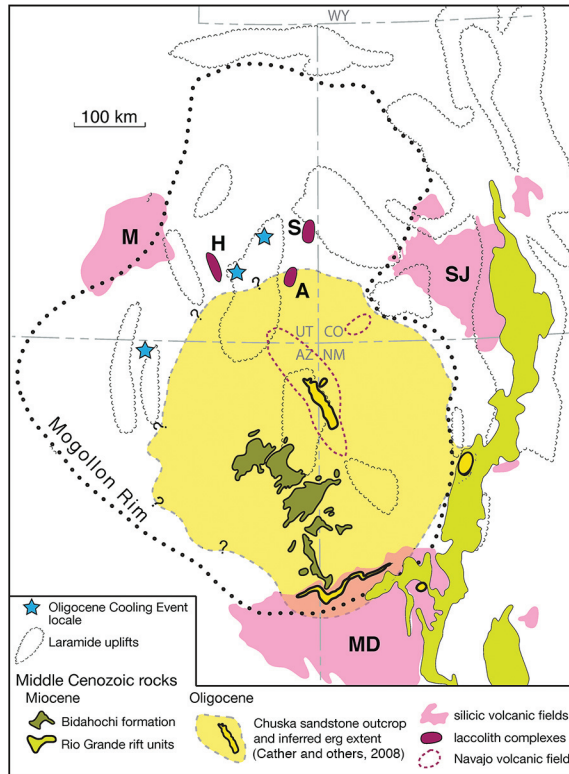 WY
100 km
M
H
S
A
SJ
?
?
UT CO
AZ NM
?
?
?
Mogollon Rim
MD
Oligocene Cooling Event
locale
Laramide uplifts
Middle Cenozoic rocks
Miocene
Bidahochi formation
Rio Grande rift units
Oligocene
Chuska sandstone outcrop
and inferred erg extent
(Cather and others, 2008)
silicic volcanic fields
laccolith complexes
Navajo volcanic field